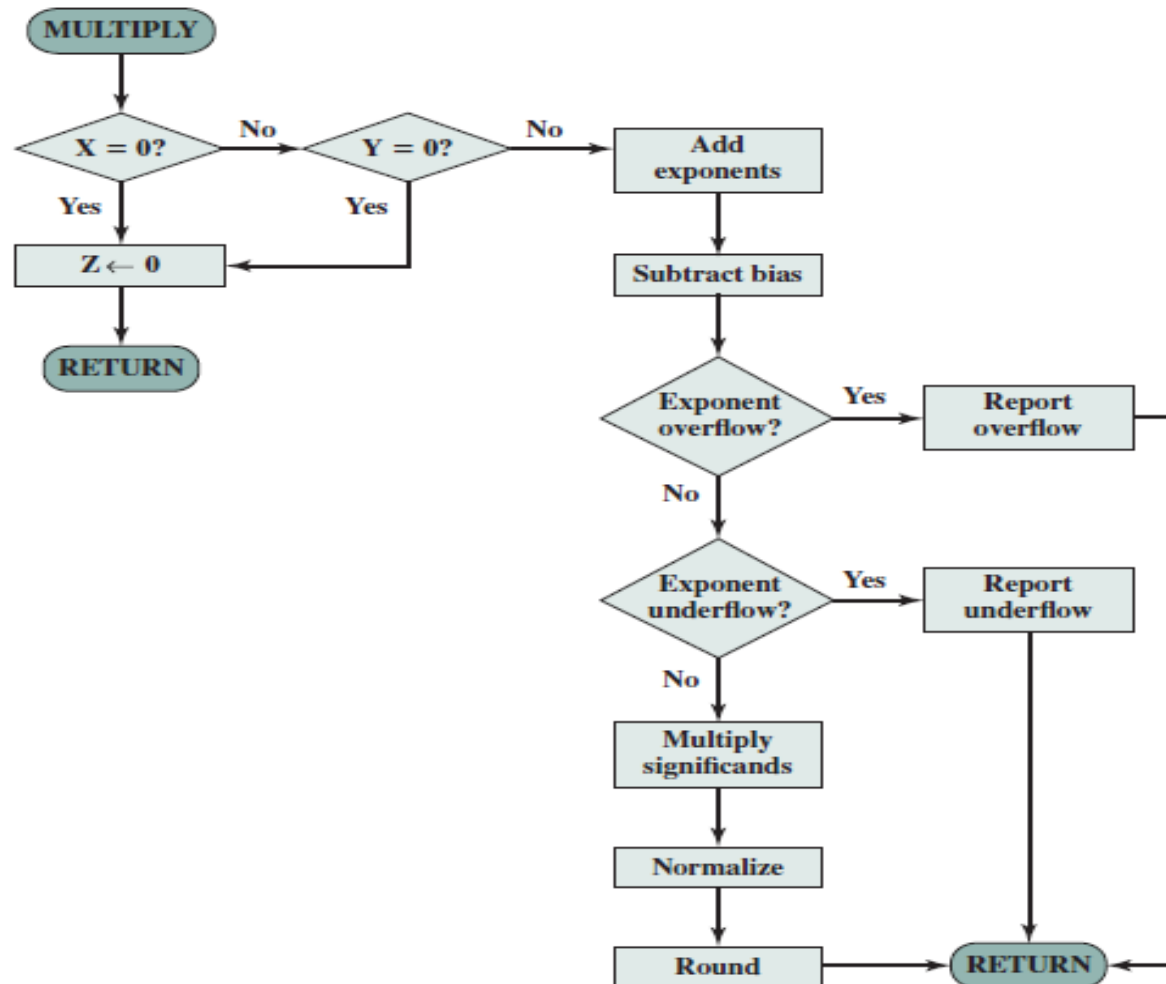 MULTIPLY
X = 0?
No
Y = 0?
No
Add
exponents
Yes
Yes
Z ← 0
Subtract bias
RETURN
Exponent
overflow?
Yes
Report
overflow
No
Exponent
underflow?
Yes
Report
underflow
No
Multiply
significands
Normalize
Round
RETURN